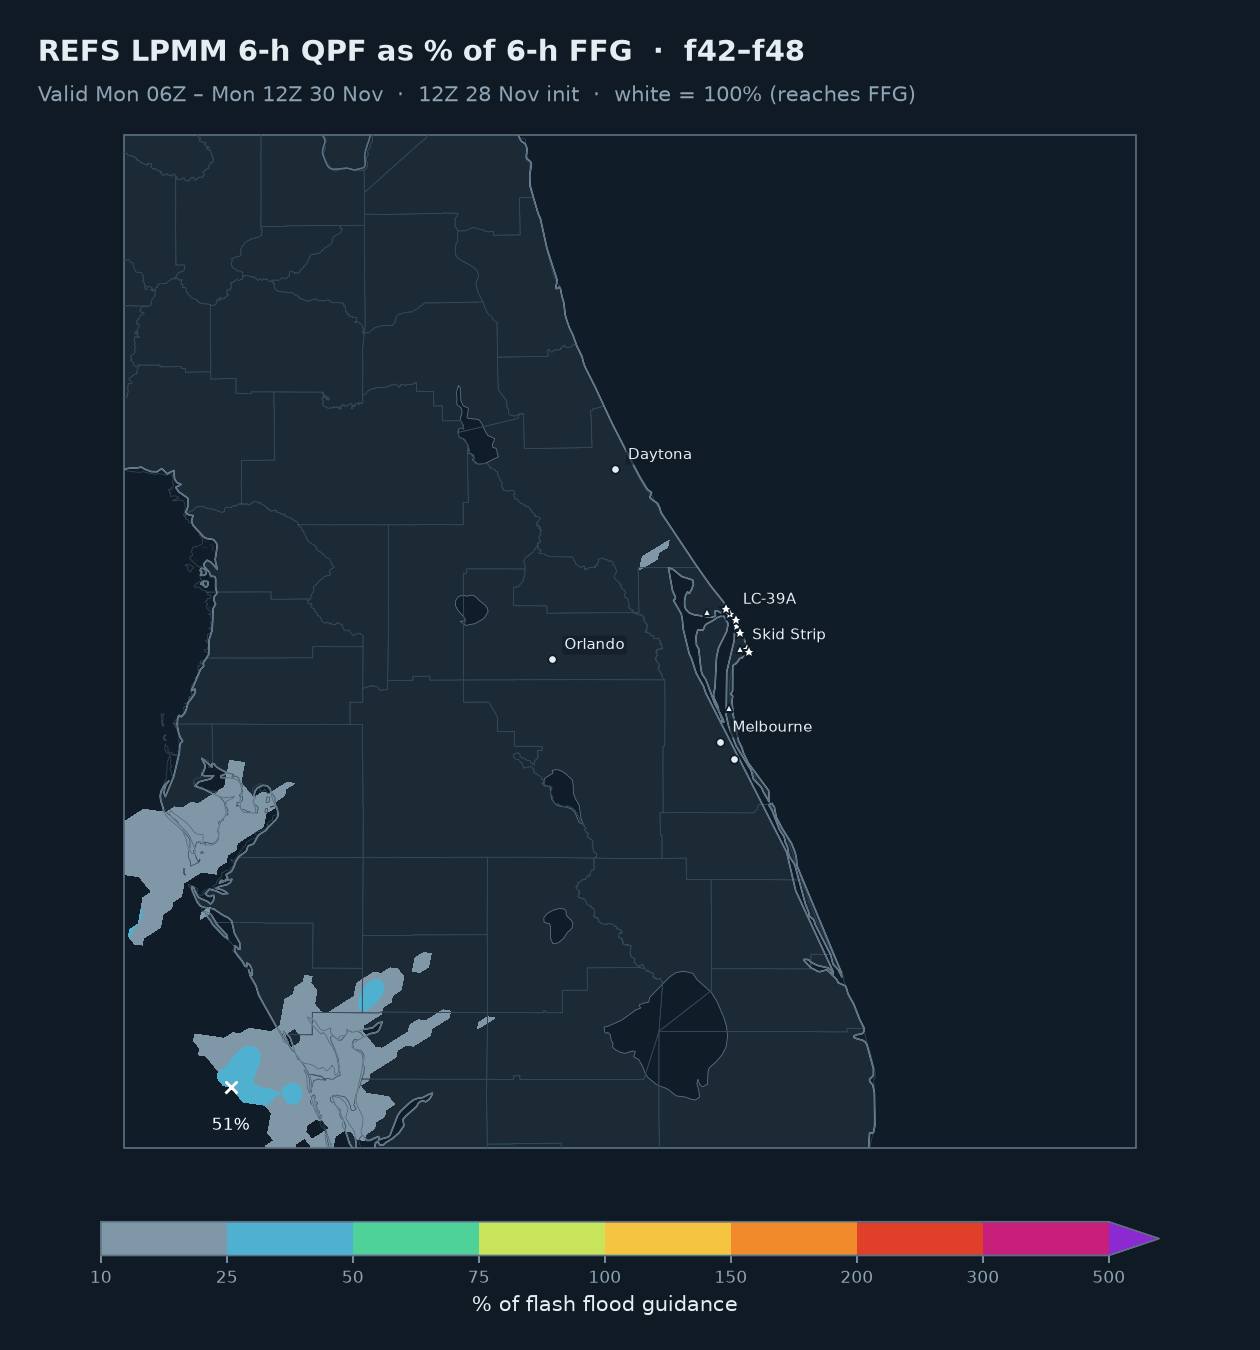 REFS LPMM 6-h QPF as % of 6-h FFG · f42–f48
Valid Mon 06Z – Mon 12Z 30 Nov · 12Z 28 Nov init · white = 100% (reaches FFG)
Daytona
LC-39A
Skid Strip
Orlando
Melbourne
51%
10 25 50 75 100 150 200 300 500
% of flash flood guidance